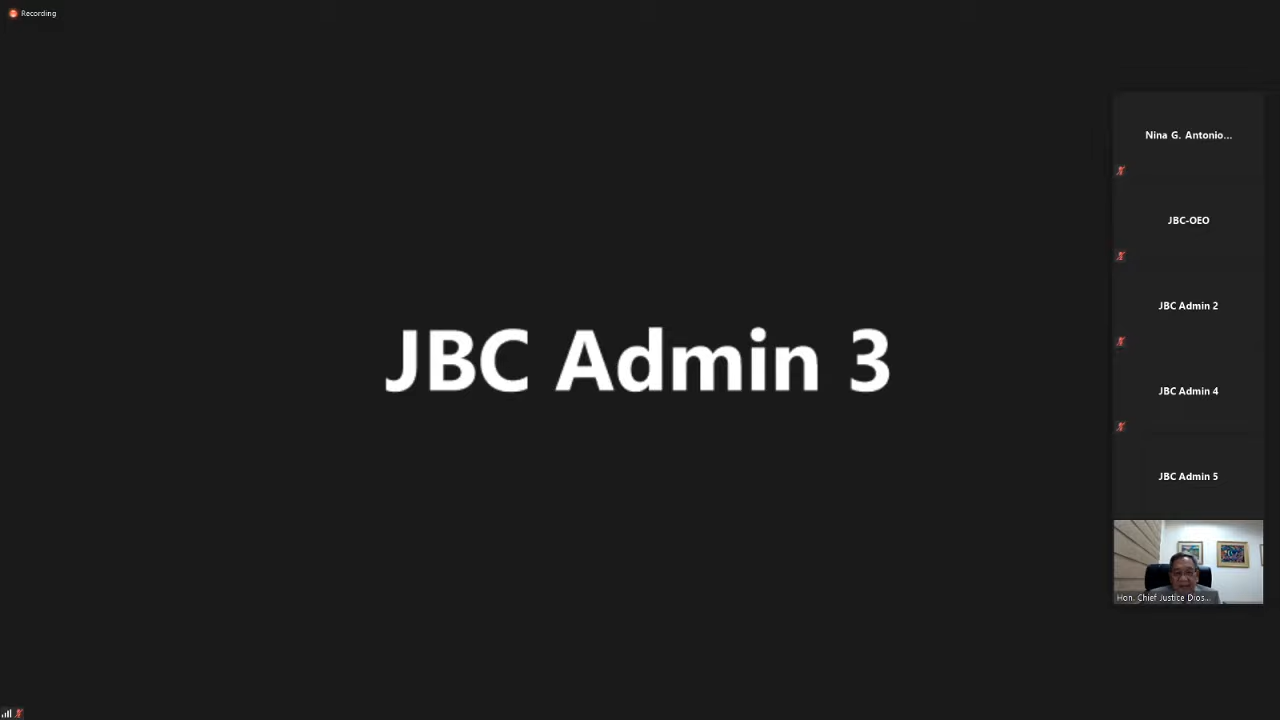 Recording
Nina G. Antonio...
JBC-OEO
JBC Admin 2
JBC Admin 3
JBC Admin 4
JBC Admin 5
Hon. Chief Justice Dios...